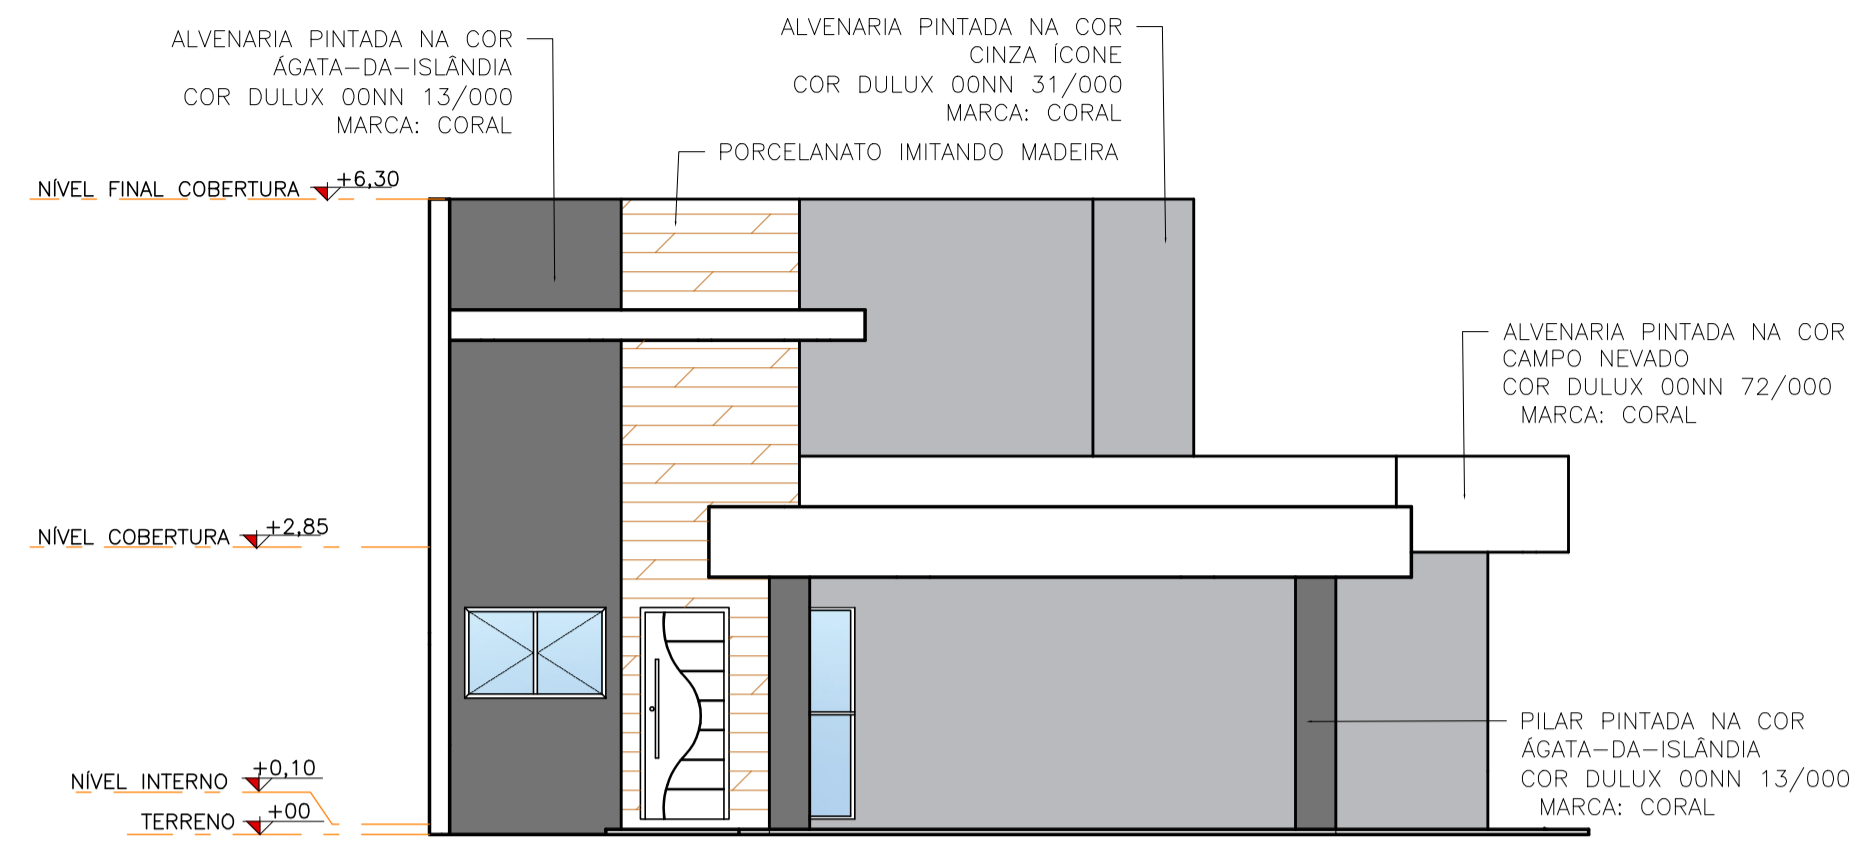 ALVENARIA PINTADA NA COR
ÁGATA-DA-ISLÂNDIA
COR DULUX 00NN 13/000
MARCA: CORAL
ALVENARIA PINTADA NA COR
CINZA ÍCONE
COR DULUX 00NN 31/000
MARCA: CORAL
PORCELANATO IMITANDO MADEIRA
NÍVEL FINAL COBERTURA +6,30
ALVENARIA PINTADA NA COR
CAMPO NEVADO
COR DULUX 00NN 72/000
MARCA: CORAL
NÍVEL COBERTURA +2,85
PILAR PINTADA NA COR
ÁGATA-DA-ISLÂNDIA
COR DULUX 00NN 13/000
MARCA: CORAL
NÍVEL INTERNO +0,10
TERRENO +00